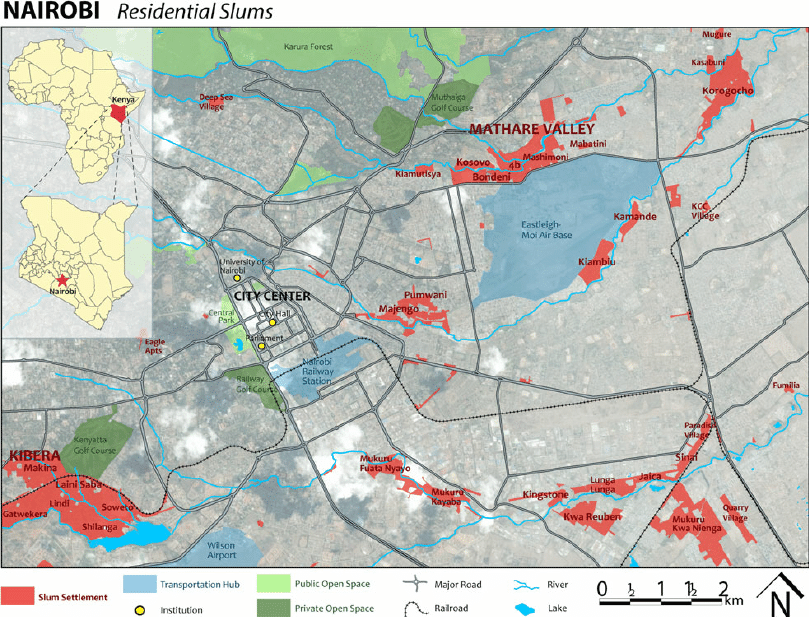 NAIROBI Residential Slums
Karura Forest
Mugure
Kasabuni
Korogocho
Kenya
Deep Sea
Village
Muthaiga
Golf Course
MATHARE VALLEY
Mabatini
Mashimoni
Kosovo
4b
Kiamutisya
Bondeni
KCC
Village
Kamande
Eastleigh-
Moi Air Base
Kiambiu
University of
Nairobi
Nairobi
CITY CENTER
Pumwani
Majengo
Central
Park
City Hall
Parliament
Eagle
Apts
Nairobi
Railway
Station
Railway
Golf Course
Fumilia
Paradise
Village
Kenyatta
Golf Course
KIBERA
Makina
Laini Saba
Lindi
Soweto
Gatwekera
Shilanga
Mukuru
Fuata Nyayo
Mukuru
Kayaba
Sinai
Jaica
Lunga
Lunga
Kingstone
Kwa Reuben
Mukuru
Kwa Njenga
Quarry
Village
Wilson
Airport
Slum Settlement
Transportation Hub
Institution
Public Open Space
Private Open Space
Major Road
Railroad
River
Lake
0 ½ 1 1½ 2
km
N